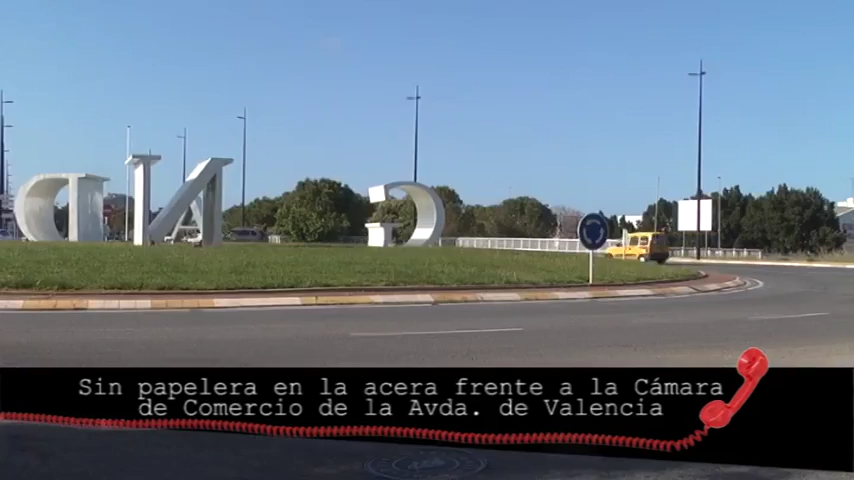 Sin papelera en la acera frente a la Cámara
de Comercio de la Avda. de Valencia